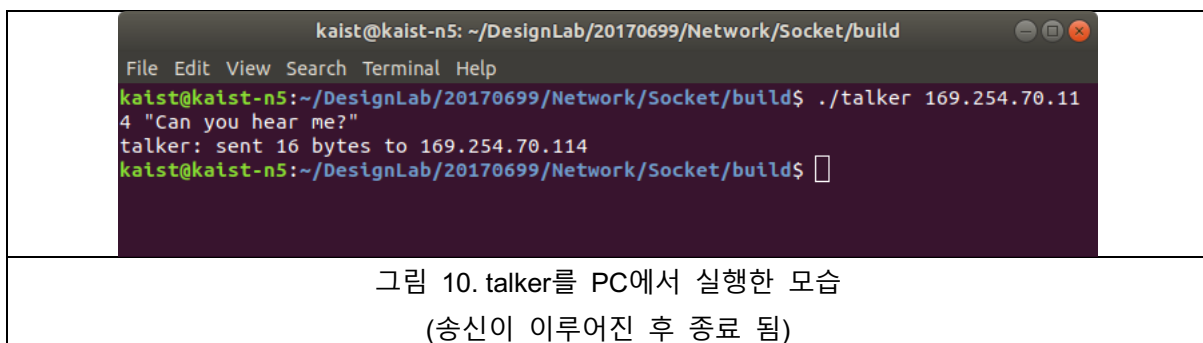 kaist@kaist-n5: ~/DesignLab/20170699/Network/Socket/build
File Edit View Search Terminal Help
kaist@kaist-n5:~/DesignLab/20170699/Network/Socket/build$ ./talker 169.254.70.11
4 "Can you hear me?"
talker: sent 16 bytes to 169.254.70.114
kaist@kaist-n5:~/DesignLab/20170699/Network/Socket/build$
그림 10. talker를 PC에서 실행한 모습
(송신이 이루어진 후 종료 됨)